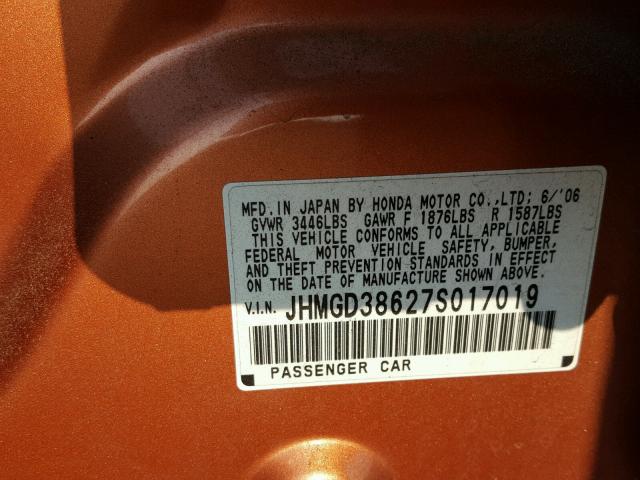 MFD.IN JAPAN BY HONDA MOTOR CO.,LTD; 6/'06
GVWR 3446LBS GAWR F 1876LBS R 1587LBS
THIS VEHICLE CONFORMS TO ALL APPLICABLE
FEDERAL MOTOR VEHICLE SAFETY, BUMPER,
AND THEFT PREVENTION STANDARDS IN EFFECT
ON THE DATE OF MANUFACTURE SHOWN ABOVE.
V.I.N. JHMGD38627S017019
PASSENGER CAR